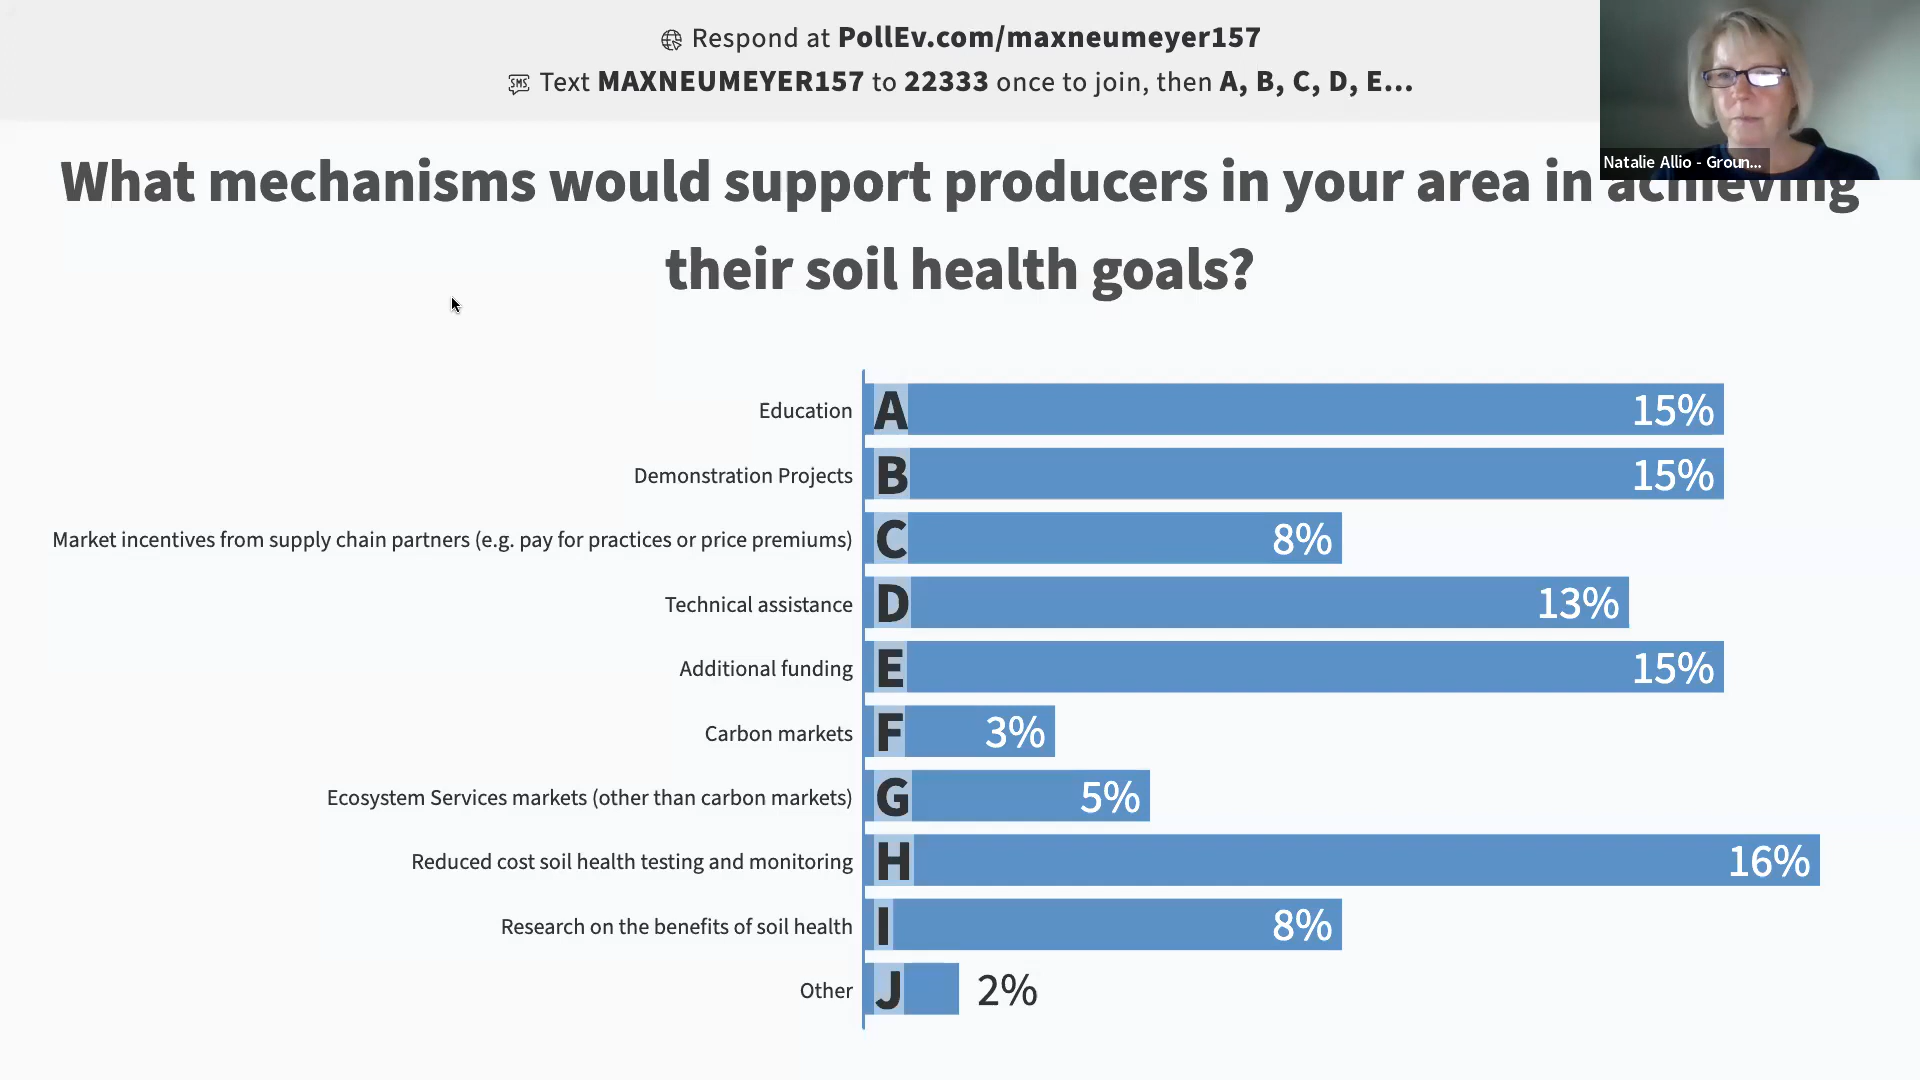 Respond at PollEv.com/maxneumeyer157
SMS Text MAXNEUMEYER157 to 22333 once to join, then A, B, C, D, E...
Natalie Allio - Groun...
What mechanisms would support producers in your area in achieving
their soil health goals?
Education A 15%
Demonstration Projects B 15%
Market incentives from supply chain partners (e.g. pay for practices or price premiums) C 8%
Technical assistance D 13%
Additional funding E 15%
Carbon markets F 3%
Ecosystem Services markets (other than carbon markets) G 5%
Reduced cost soil health testing and monitoring H 16%
Research on the benefits of soil health I 8%
Other J 2%